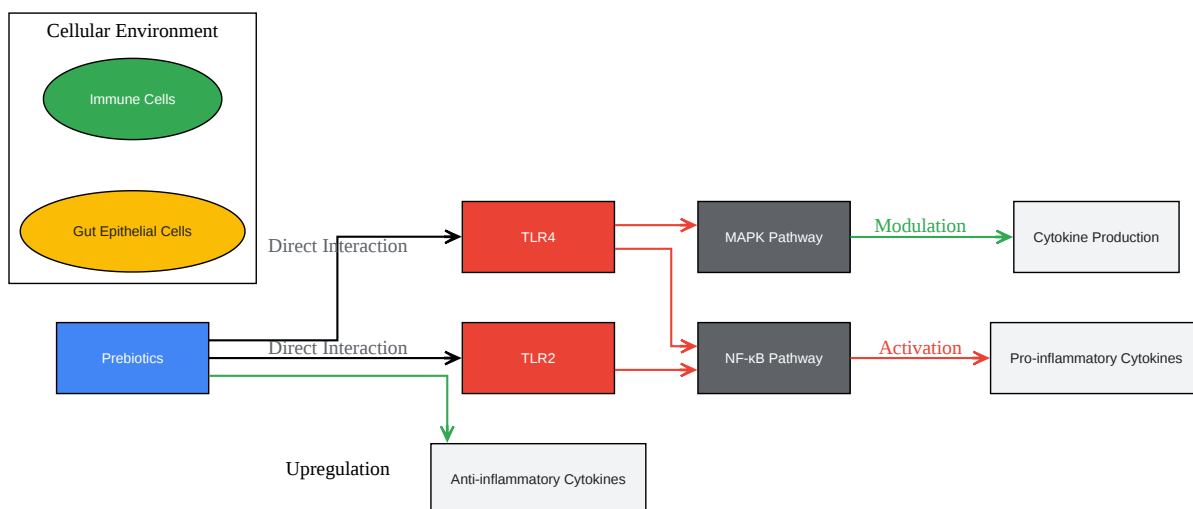 Cellular Environment
Immune Cells
Gut Epithelial Cells
Direct Interaction
TLR4
MAPK Pathway
Modulation
Cytokine Production
Prebiotics
Direct Interaction
TLR2
NF-κB Pathway
Activation
Pro-inflammatory Cytokines
Upregulation
Anti-inflammatory Cytokines